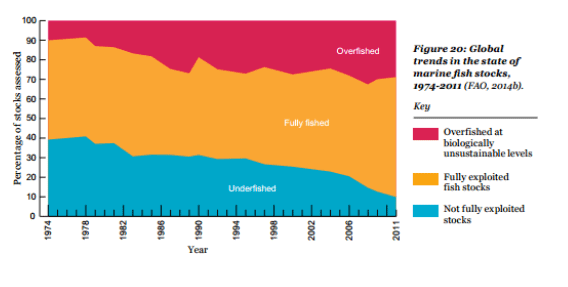 Percentage of stocks assessed
100
90
80
70
60
50
40
30
20
10
0
Overfished
Fully fished
Underfished
1974
1978
1982
1986
1990
1994
1998
2002
2006
2011
Year
Figure 20: Global
trends in the state of
marine fish stocks,
1974-2011 (FAO, 2014b).
Key
Overfished at
biologically
unsustainable levels
Fully exploited
fish stocks
Not fully exploited
stocks